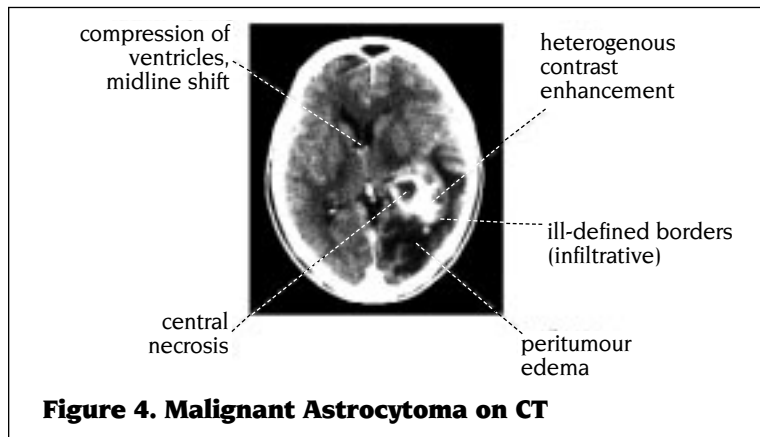 compression of
ventricles,
midline shift
heterogenous
contrast
enhancement
ill-defined borders
(infiltrative)
central
necrosis
peritumour
edema
Figure 4. Malignant Astrocytoma on CT